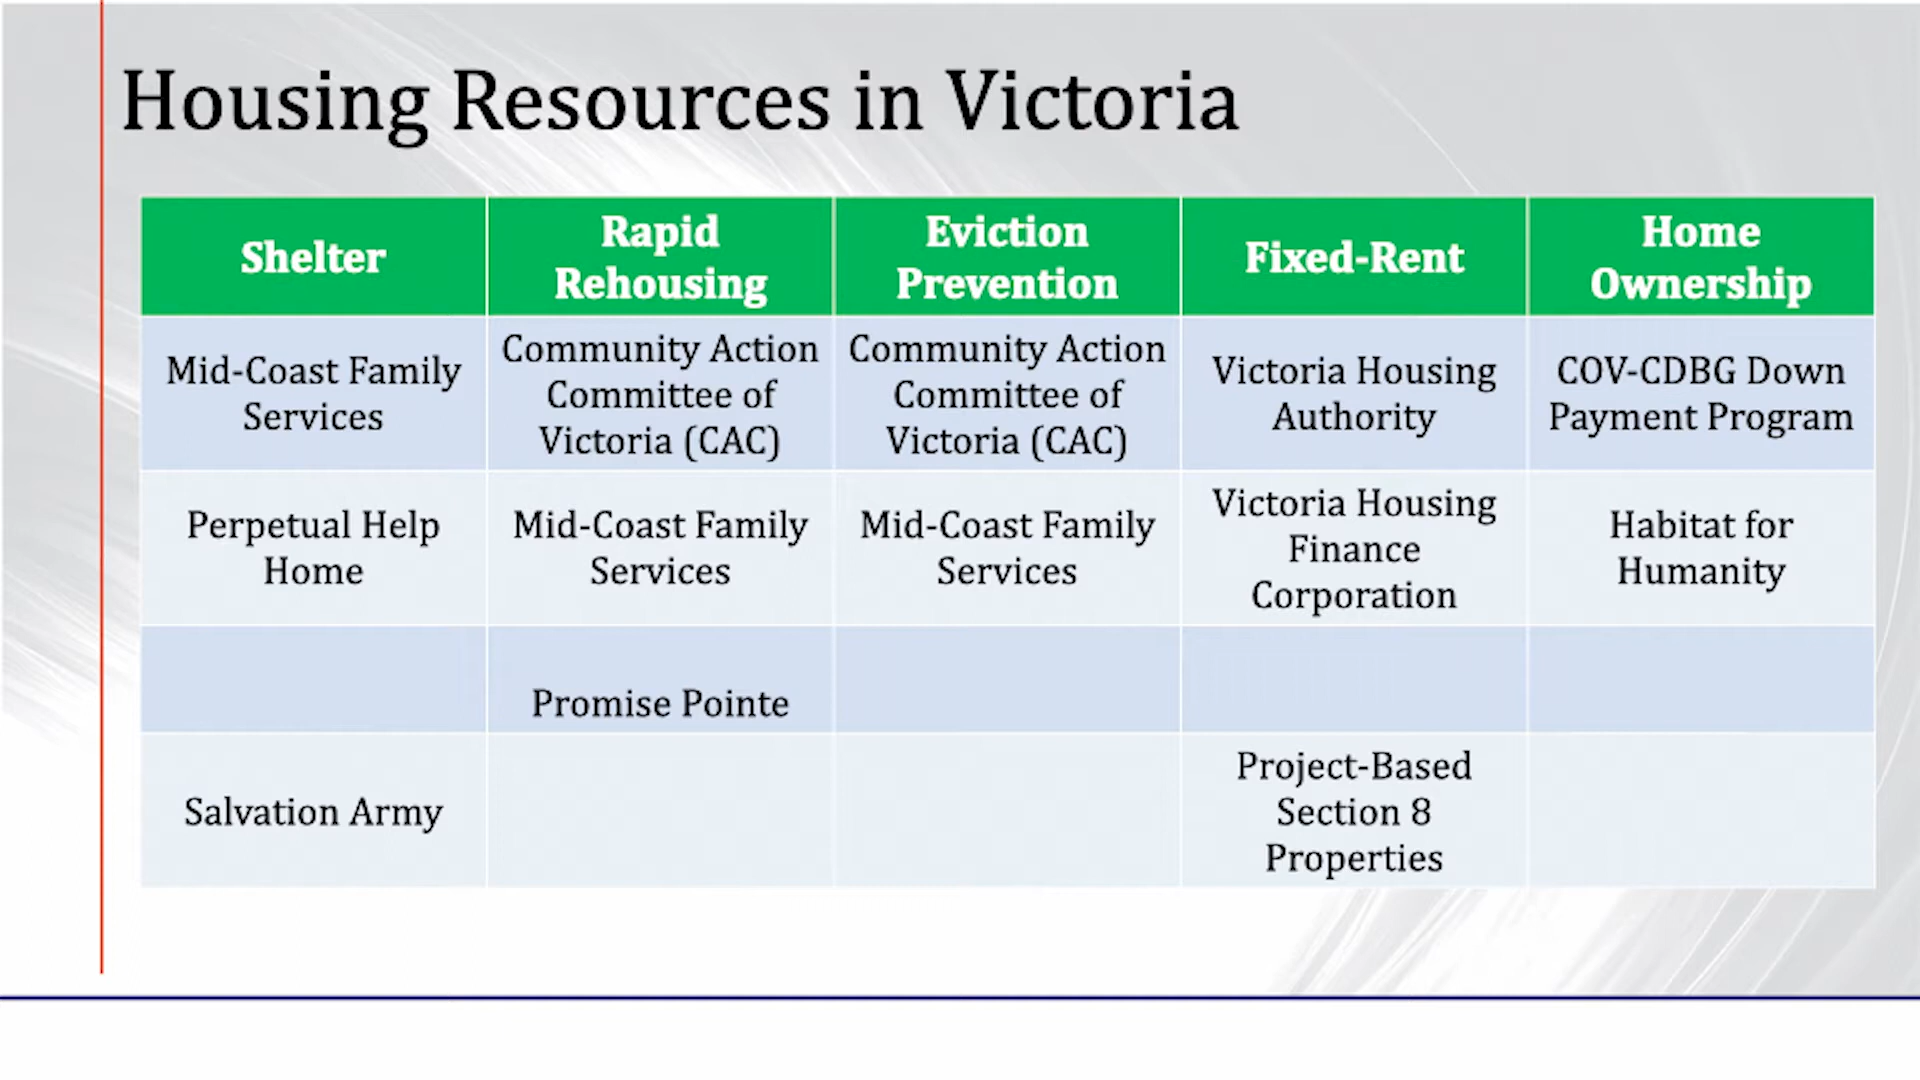 Housing Resources in Victoria
Shelter
Rapid
Rehousing
Eviction
Prevention
Fixed-Rent
Home
Ownership
Mid-Coast Family
Services
Community Action
Committee of
Victoria (CAC)
Community Action
Committee of
Victoria (CAC)
Victoria Housing
Authority
COV-CDBG Down
Payment Program
Perpetual Help
Home
Mid-Coast Family
Services
Mid-Coast Family
Services
Victoria Housing
Finance
Corporation
Habitat for
Humanity
Promise Pointe
Salvation Army
Project-Based
Section 8
Properties